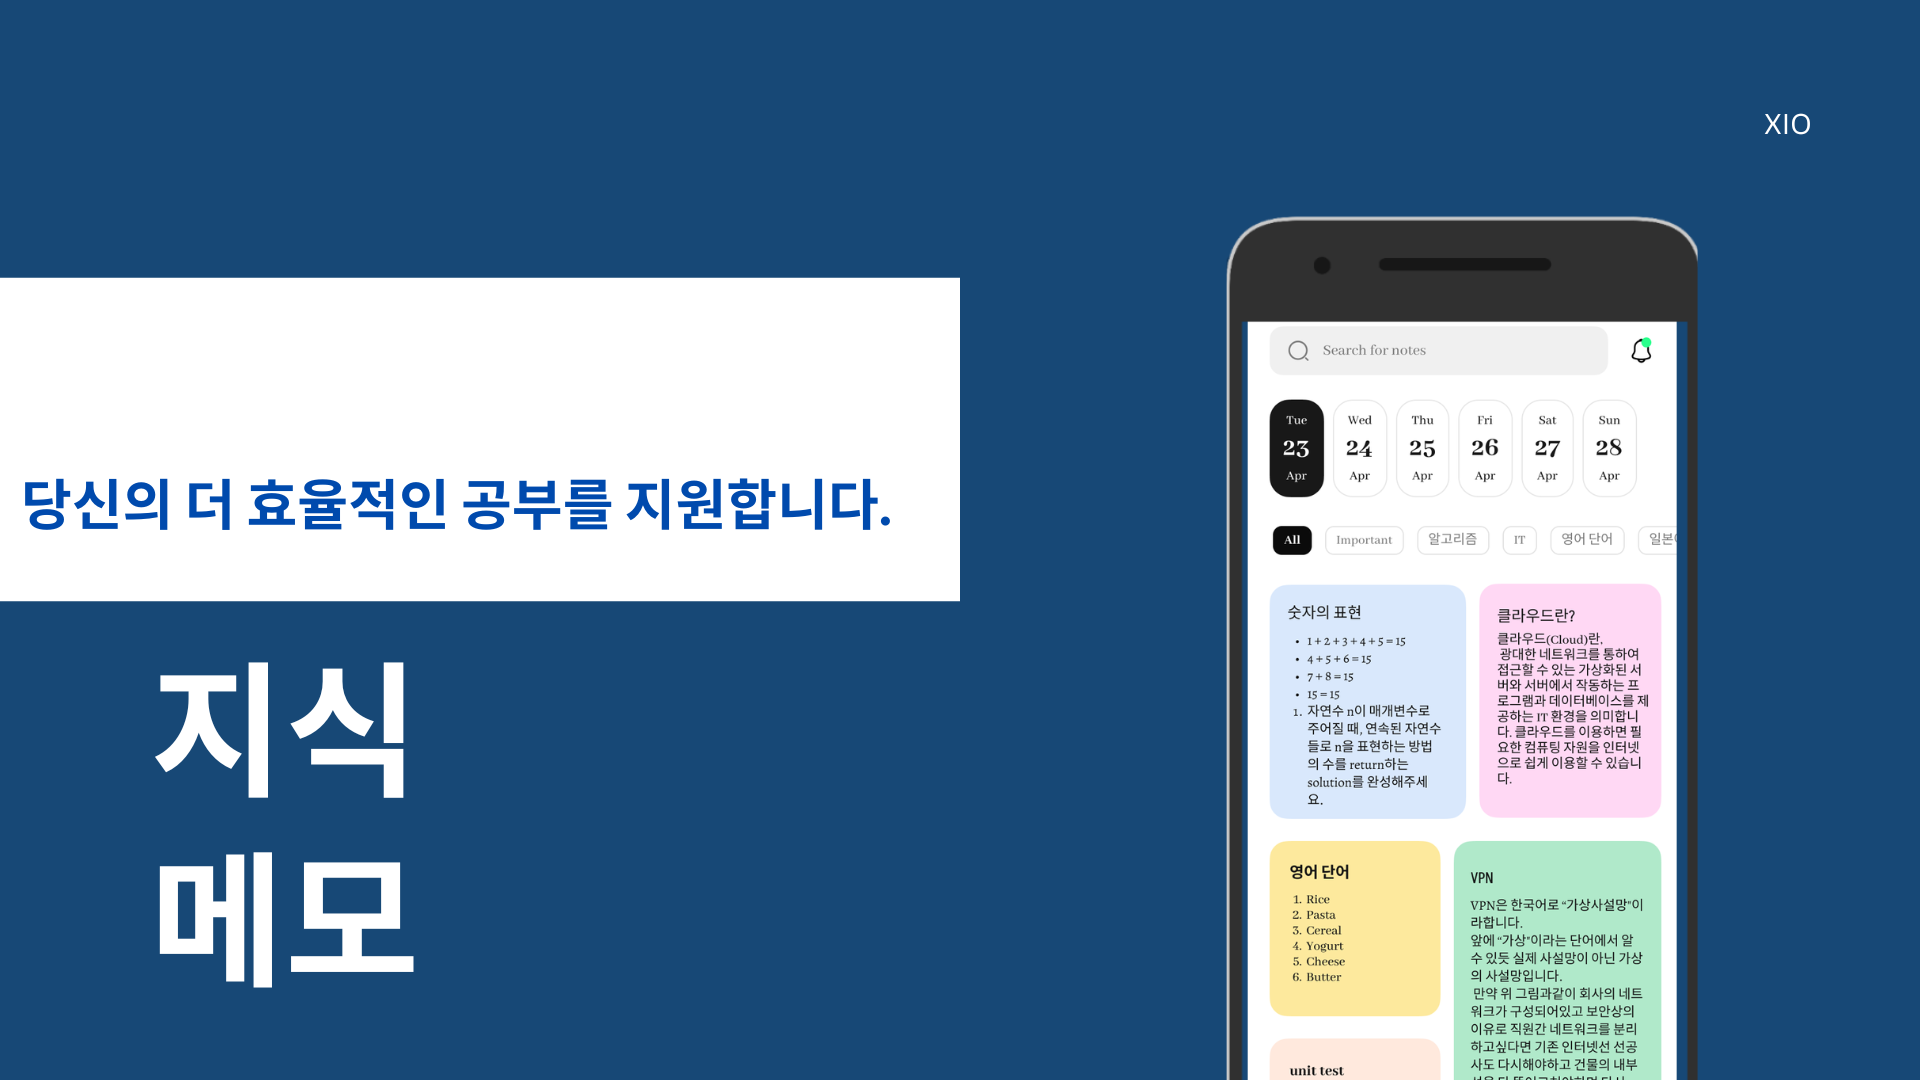 XIO
당신의 더 효율적인 공부를 지원합니다.
지식
메모
Search for notes
Tue Wed Thu Fri Sat Sun
23 24 25 26 27 28
Apr Apr Apr Apr Apr Apr
All Important 알고리즘 IT 영어 단어 일본
숫자의 표현
• 1 + 2 + 3 + 4 + 5 = 15
• 4 + 5 + 6 = 15
• 7 + 8 = 15
• 15 = 15
1. 자연수 n이 매개변수로
주어질 때, 연속된 자연수
들로 n을 표현하는 방법
의 수를 return하는
solution를 완성해주세
요.
클라우드란?
클라우드(Cloud)란,
광대한 네트워크를 통하여
접근할 수 있는 가상화된 서
버와 서버에서 작동하는 프
로그램과 데이터베이스를 제
공하는 IT 환경을 의미합니
다. 클라우드를 이용하면 필
요한 컴퓨팅 자원을 인터넷
으로 쉽게 이용할 수 있습니
다.
영어 단어
1. Rice
2. Pasta
3. Cereal
4. Yogurt
5. Cheese
6. Butter
VPN
VPN은 한국어로 “가상사설망”이
라합니다.
앞에 “가상”이라는 단어에서 알
수 있듯 실제 사설망이 아닌 가상
의 사설망입니다.
만약 위 그림과같이 회사의 네트
워크가 구성되어있고 보안상의
이유로 직원간 네트워크를 분리
하고싶다면 기존 인터넷선 선공
사도 다시해야하고 건물의 내부
unit test